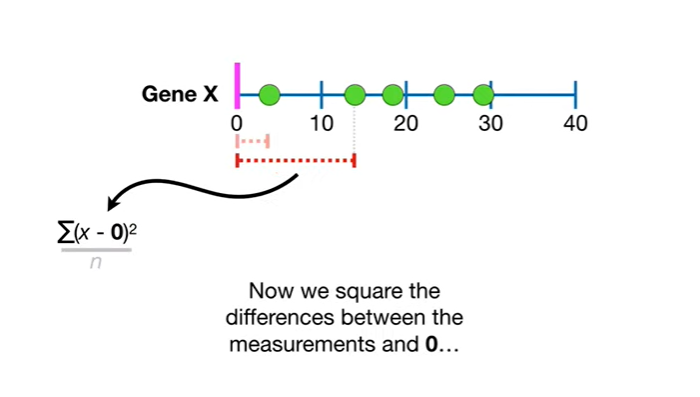 Gene X
0 10 20 30 40
∑(x - 0)²
n
Now we square the
differences between the
measurements and 0...